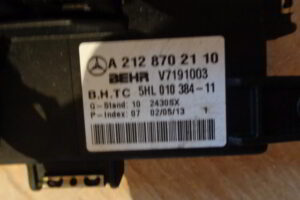 A 212 870 21 10
BEHR V7191003
B.H.TC 5HL 010 384-11
Q-Stand 10 2430SX
P-Index: 07 02/05/13